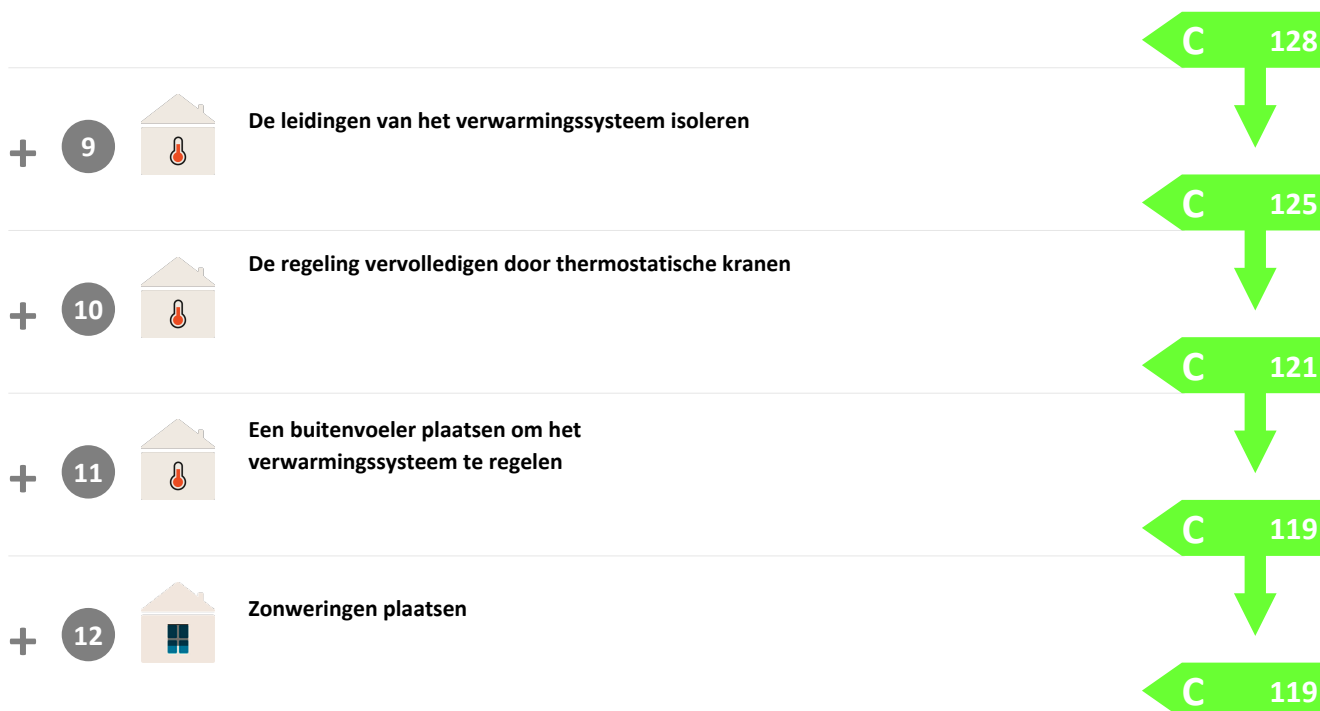 C 128
De leidingen van het verwarmingssysteem isoleren
+ 9
C 125
De regeling vervolledigen door thermostatische kranen
+ 10
C 121
Een buitenvoeler plaatsen om het
verwarmingssysteem te regelen
+ 11
C 119
Zonweringen plaatsen
+ 12
C 119